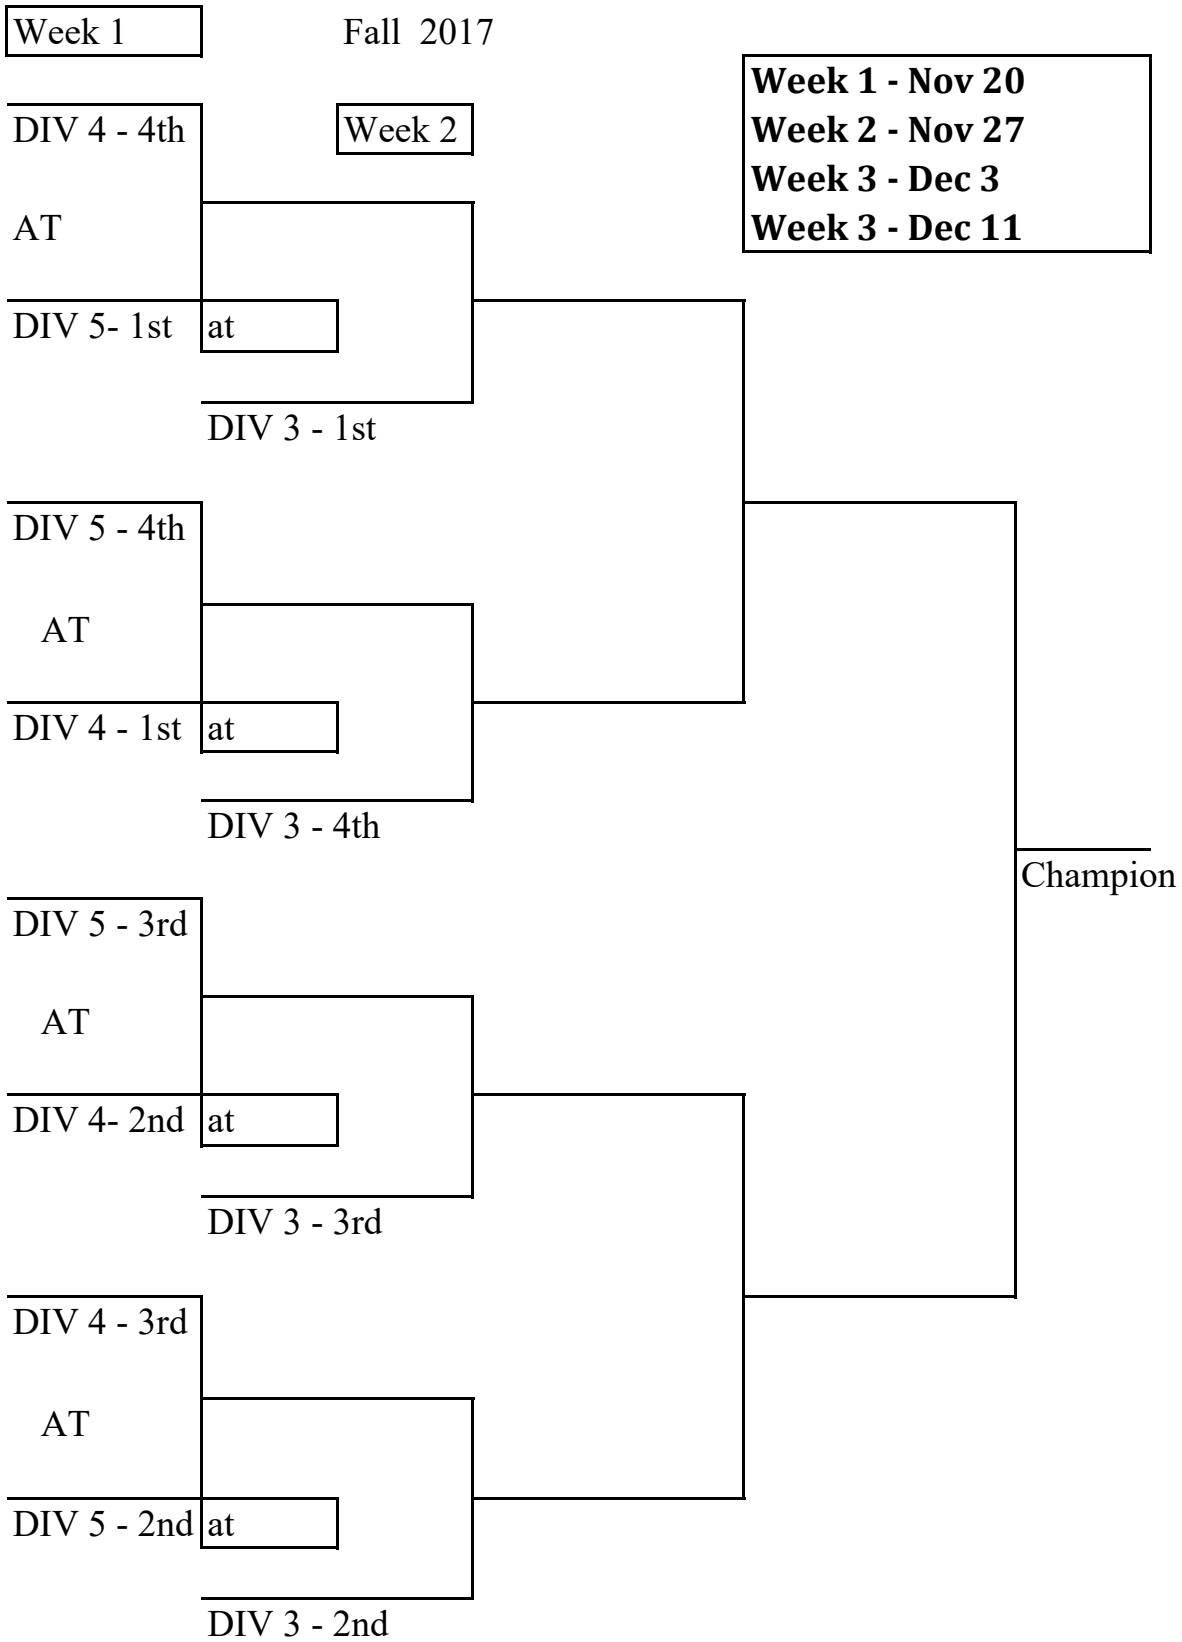 Week 1
Fall  2017
Week 1 - Nov 20
DIV 4 - 4th
Week 2
Week 2 - Nov 27
Week 3 - Dec 3
AT
Week 3 - Dec 11
DIV 5- 1st
at
DIV 3 - 1st
DIV 5 - 4th
AT
DIV 4 - 1st
at
DIV 3 - 4th
Champion
DIV 5 - 3rd
AT
DIV 4- 2nd
at
DIV 3 - 3rd
DIV 4 - 3rd
AT
DIV 5 - 2nd
at
DIV 3 - 2nd